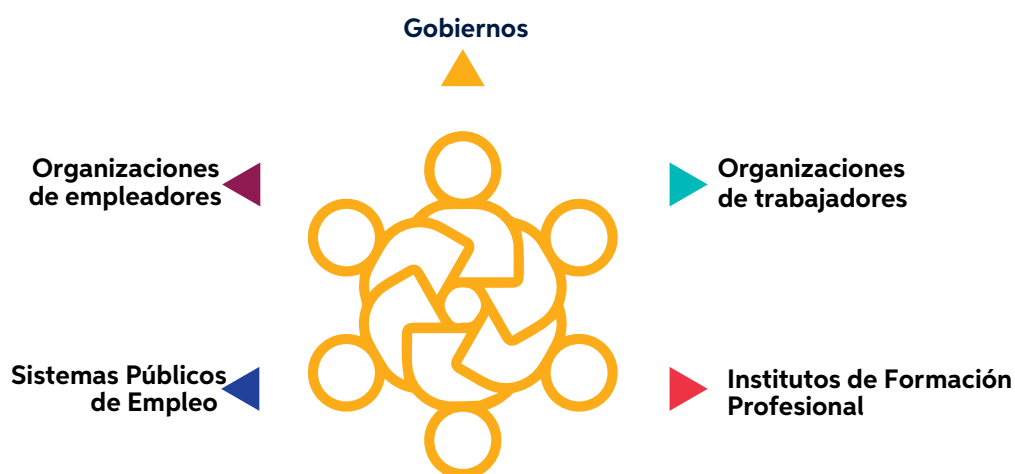 Gobiernos
Organizaciones
de empleadores
Organizaciones
de trabajadores
Sistemas Públicos
de Empleo
Institutos de Formación
Profesional